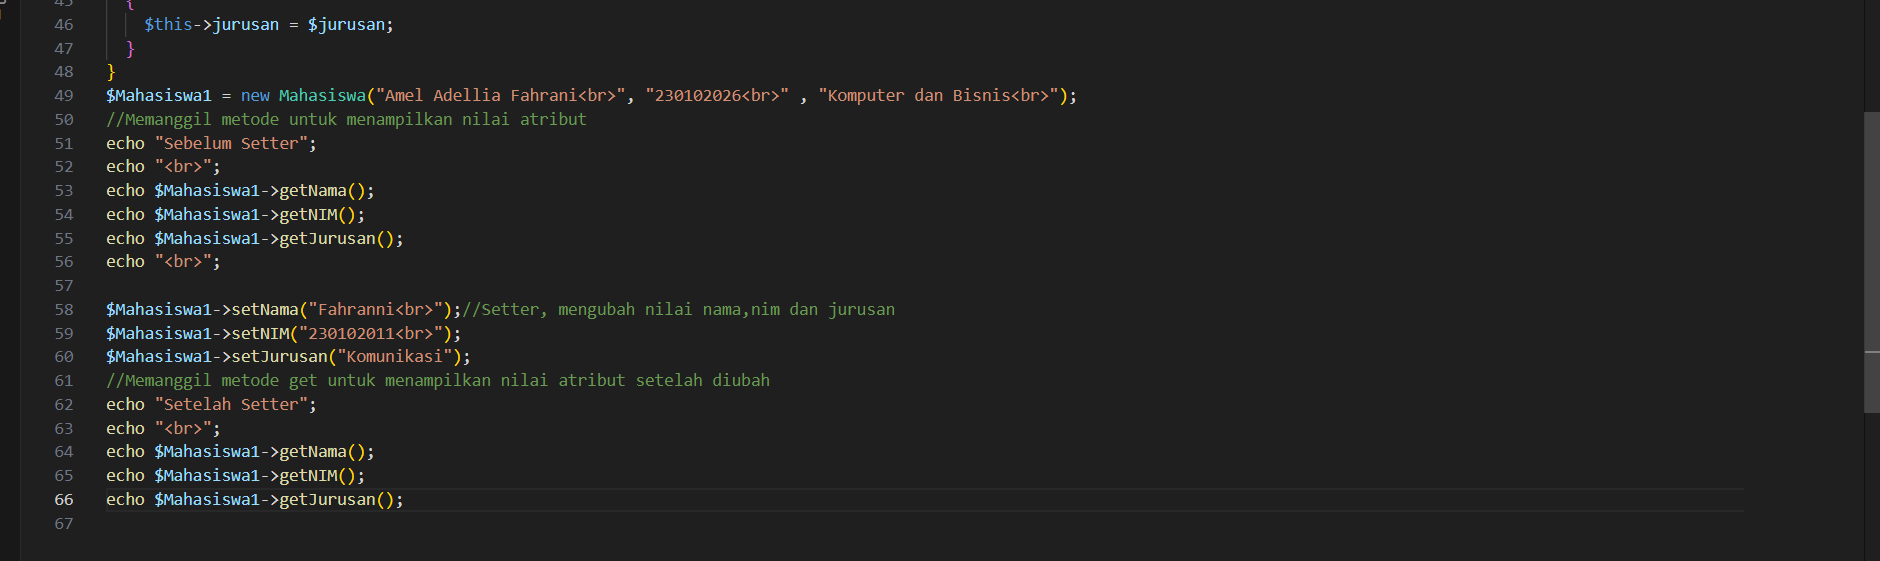 45 {
46 $this->jurusan = $jurusan;
47 }
48 }
49 $Mahasiswa1 = new Mahasiswa("Amel Adellia Fahrani<br>", "230102026<br>" , "Komputer dan Bisnis<br>");
50 //Memanggil metode untuk menampilkan nilai atribut
51 echo "Sebelum Setter";
52 echo "<br>";
53 echo $Mahasiswa1->getNama();
54 echo $Mahasiswa1->getNIM();
55 echo $Mahasiswa1->getJurusan();
56 echo "<br>";
57
58 $Mahasiswa1->setNama("Fahranni<br>");//Setter, mengubah nilai nama,nim dan jurusan
59 $Mahasiswa1->setNIM("230102011<br>");
60 $Mahasiswa1->setJurusan("Komunikasi");
61 //Memanggil metode get untuk menampilkan nilai atribut setelah diubah
62 echo "Setelah Setter";
63 echo "<br>";
64 echo $Mahasiswa1->getNama();
65 echo $Mahasiswa1->getNIM();
66 echo $Mahasiswa1->getJurusan();
67